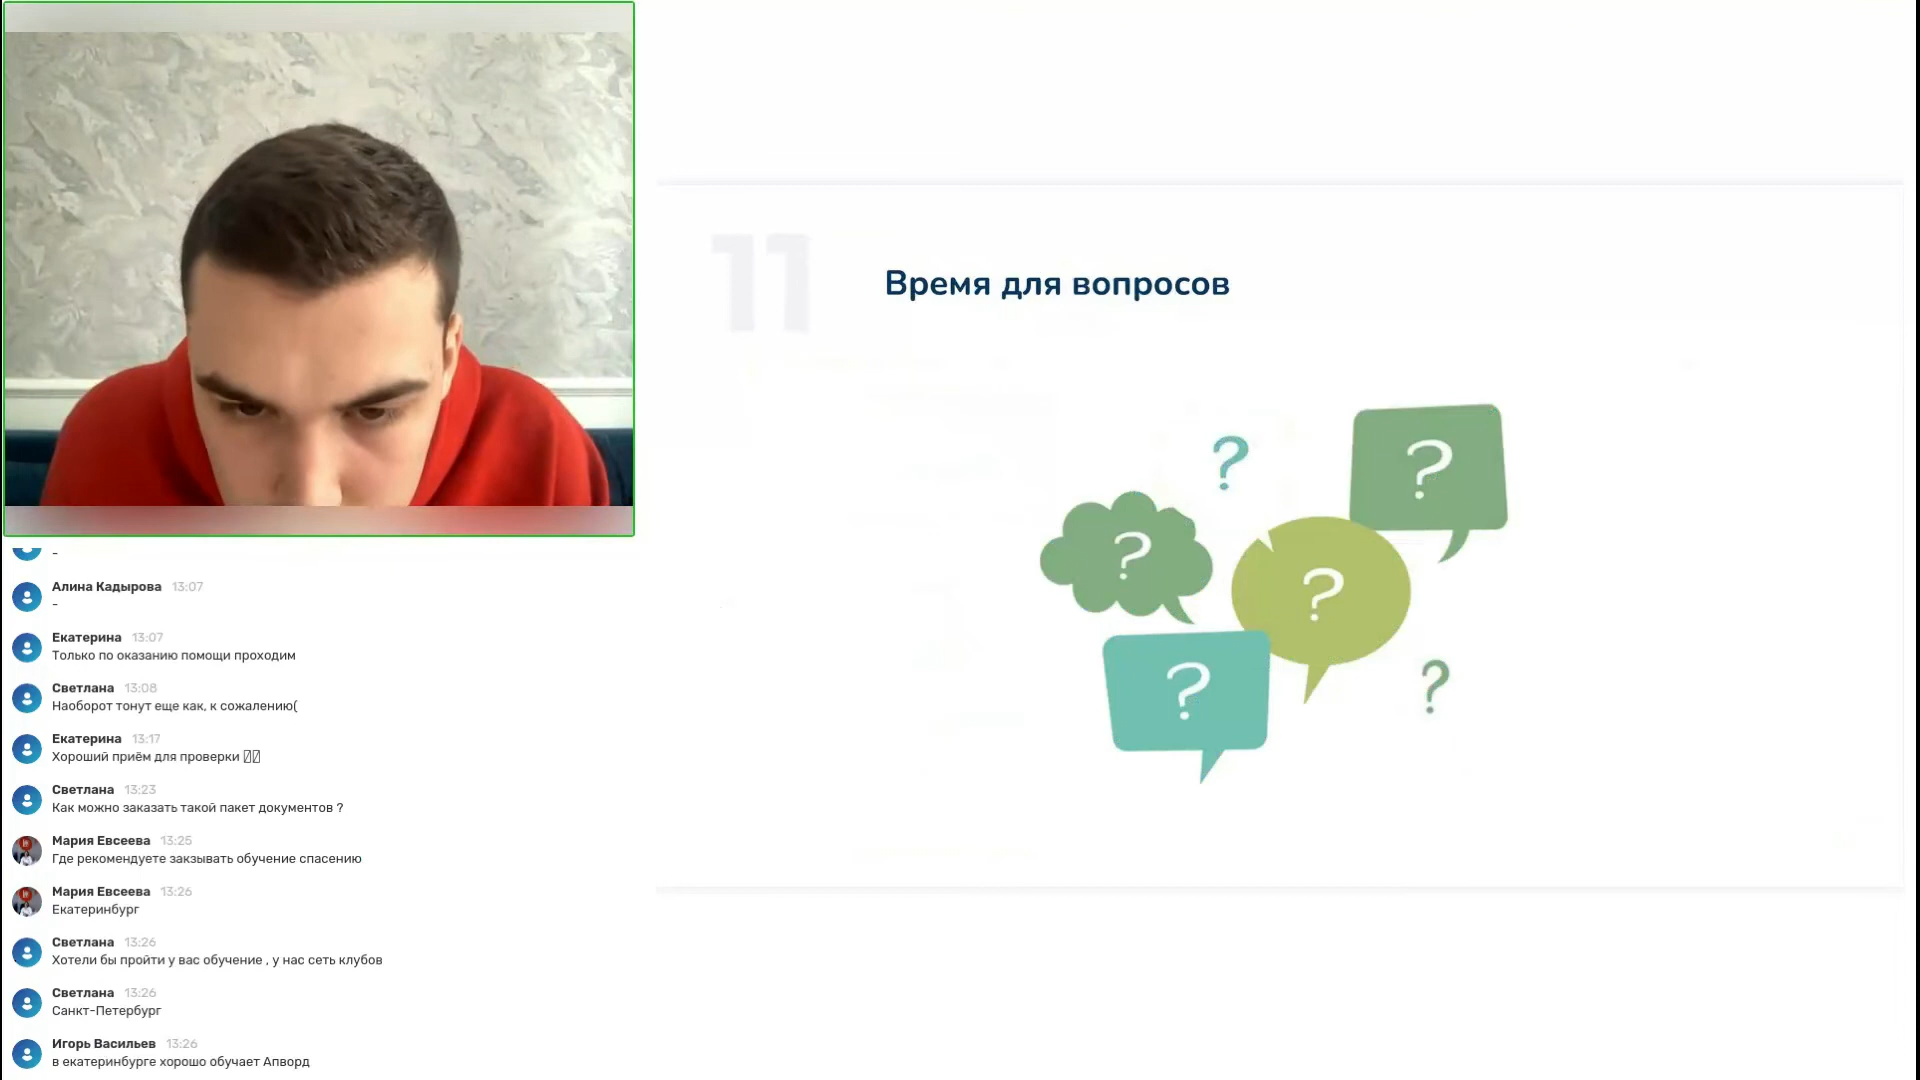 -
Алина Кадырова 13:07
-
Екатерина 13:07
Только по оказанию помощи проходим
Светлана 13:08
Наоборот тонут еще как, к сожалению(
Екатерина 13:17
Хороший приём для проверки
Светлана 13:23
Как можно заказать такой пакет документов ?
Мария Евсеева 13:25
Где рекомендуете закзывать обучение спасению
Мария Евсеева 13:26
Екатеринбург
Светлана 13:26
Хотели бы пройти у вас обучение , у нас сеть клубов
Светлана 13:26
Санкт-Петербург
Игорь Васильев 13:26
в екатеринбурге хорошо обучает Апворд
11
Время для вопросов
?
?
?
?
?
?